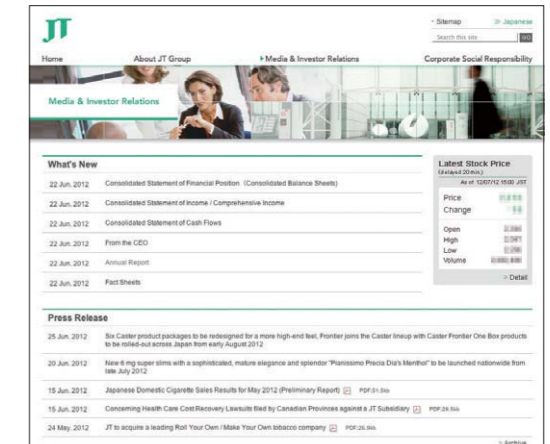 JT
Sitemap
Japanese
Search this site
GO
Home
About JT Group
Media & Investor Relations
Corporate Social Responsibility
Media & Investor Relations
What's New
22 Jun. 2012 Consolidated Statement of Financial Position (Consolidated Balance Sheets)
22 Jun. 2012 Consolidated Statement of Income / Comprehensive Income
22 Jun. 2012 Consolidated Statement of Cash Flows
22 Jun. 2012 From the CEO
22 Jun. 2012 Annual Report
22 Jun. 2012 Fact Sheets
Latest Stock Price
(delayed 20 min.)
As of 12/07/12 15:00 JST
Price
Change
Open
High
Low
Volume
Detail
Press Release
25 Jun. 2012 Six Caster product packages to be redesigned for a more high-end feel, Frontier joins the Caster lineup with Caster Frontier One Box products
to be rolled-out across Japan from early August 2012
20 Jun. 2012 New 6 mg super slims with a sophisticated, mature elegance and splendor "Pianissimo Precia Dia's Menthol" to be launched nationwide from
late July 2012
15 Jun. 2012 Japanese Domestic Cigarette Sales Results for May 2012 (Preliminary Report) PDF:51.5kb
15 Jun. 2012 Concerning Health Care Cost Recovery Lawsuits filed by Canadian Provinces against a JT Subsidiary
24 May. 2012 JT to acquire a leading Roll Your Own / Make Your Own tobacco company PDF:26.9kb
Archive